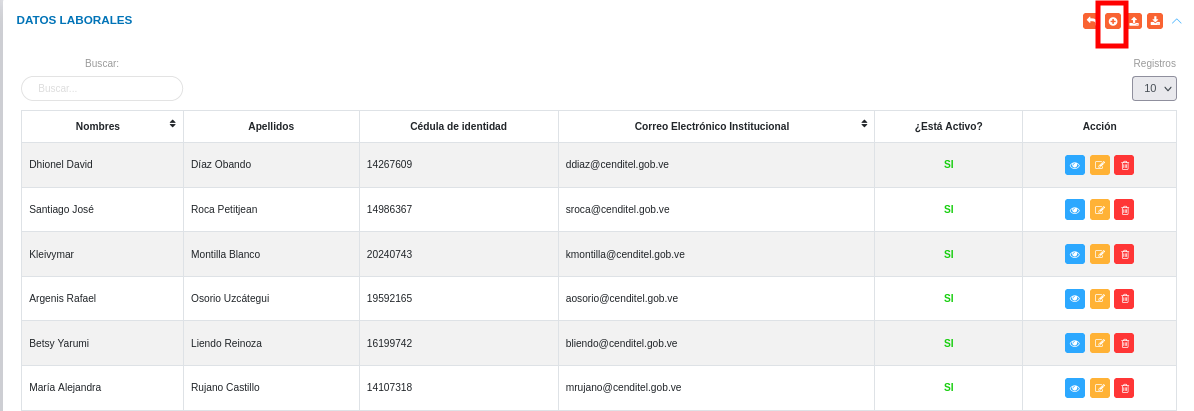 DATOS LABORALES
Buscar:
Registros
Buscar...
10
Nombres Apellidos Cédula de identidad Correo Electrónico Institucional ¿Está Activo? Acción
Dhionel David Díaz Obando 14267609 ddiaz@cenditel.gob.ve SI
Santiago José Roca Petitjean 14986367 sroca@cenditel.gob.ve SI
Kleivymar Montilla Blanco 20240743 kmontilla@cenditel.gob.ve SI
Argenis Rafael Osorio Uzcátegui 19592165 aosorio@cenditel.gob.ve SI
Betsy Yarumi Liendo Reinoza 16199742 bliendo@cenditel.gob.ve SI
María Alejandra Rujano Castillo 14107318 mrujano@cenditel.gob.ve SI